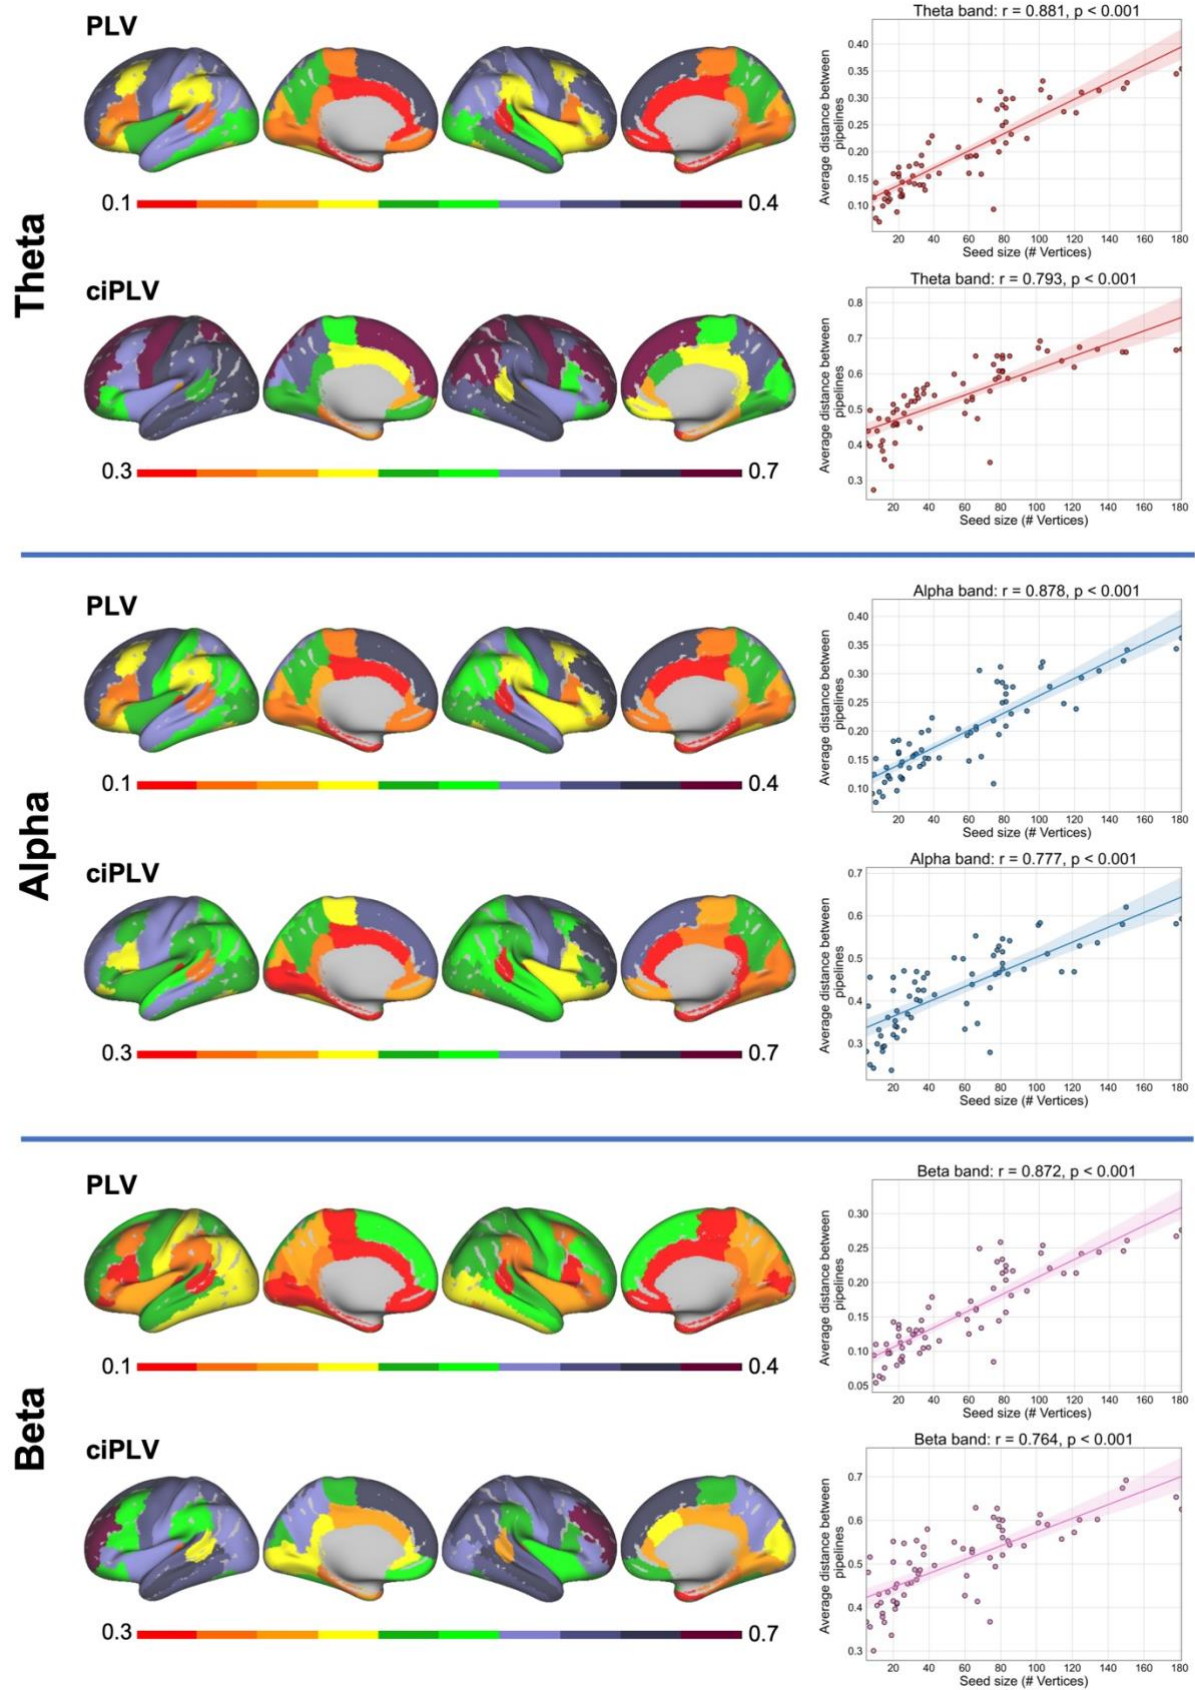 Theta
PLV
0.1 0.4
Theta band: r = 0.881, p < 0.001
Average distance between
pipelines
0.40
0.35
0.30
0.25
0.20
0.15
0.10
20 40 60 80 100 120 140 160 180
Seed size (# Vertices)
ciPLV
0.3 0.7
Theta band: r = 0.793, p < 0.001
Average distance between
pipelines
0.8
0.7
0.6
0.5
0.4
0.3
20 40 60 80 100 120 140 160 180
Seed size (# Vertices)
Alpha
PLV
0.1 0.4
Alpha band: r = 0.878, p < 0.001
Average distance between
pipelines
0.40
0.35
0.30
0.25
0.20
0.15
0.10
20 40 60 80 100 120 140 160 180
Seed size (# Vertices)
ciPLV
0.3 0.7
Alpha band: r = 0.777, p < 0.001
Average distance between
pipelines
0.7
0.6
0.5
0.4
0.3
20 40 60 80 100 120 140 160 180
Seed size (# Vertices)
Beta
PLV
0.1 0.4
Beta band: r = 0.872, p < 0.001
Average distance between
pipelines
0.30
0.25
0.20
0.15
0.10
0.05
20 40 60 80 100 120 140 160 180
Seed size (# Vertices)
ciPLV
0.3 0.7
Beta band: r = 0.764, p < 0.001
Average distance between
pipelines
0.7
0.6
0.5
0.4
0.3
20 40 60 80 100 120 140 160 180
Seed size (# Vertices)